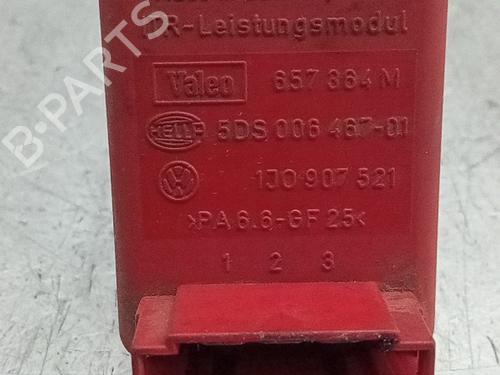 -Leistungsmodul
Valeo 657 364 M
HELLA 5DS 006 467-01
1J0 907 521
>PA 6.6-GF 25<
1 2 3
B-PARTS
B-PARTS